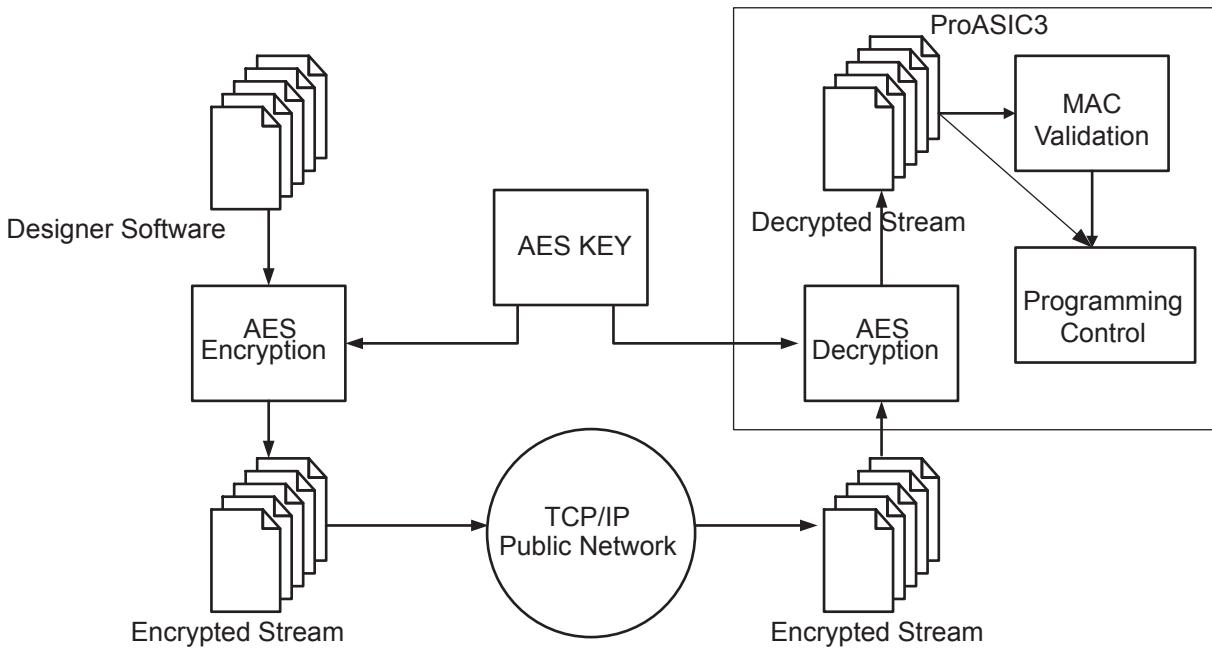 ProASIC3
MAC
Validation
Designer Software
Decrypted Stream
AES KEY
Programming
Control
AES
Encryption
AES
Decryption
TCP/IP
Public Network
Encrypted Stream
Encrypted Stream